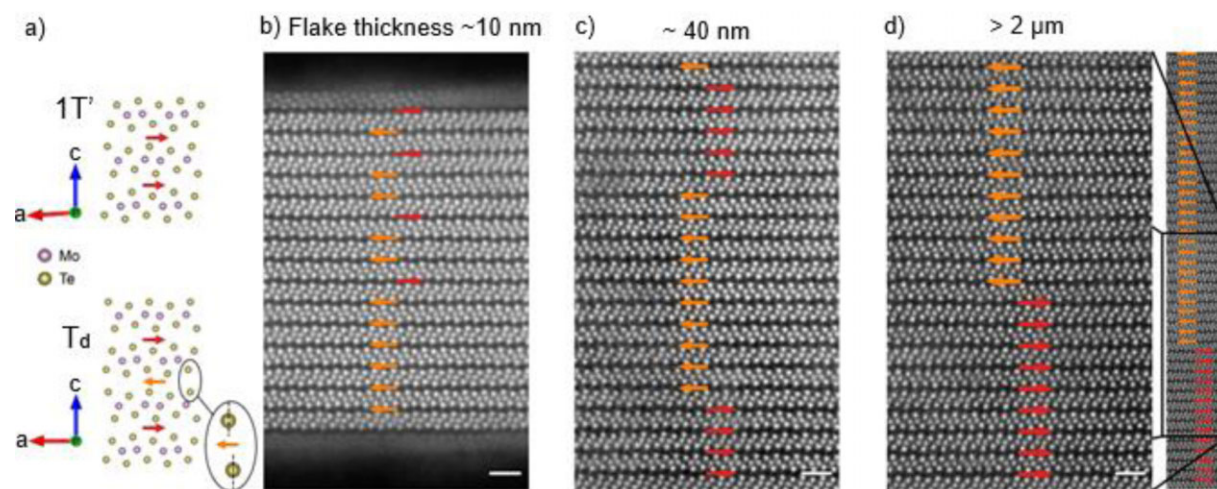 a)
b) Flake thickness ~10 nm
c)
~ 40 nm
d)
> 2 μm
1T'
c
a
Mo
Te
Td
c
a